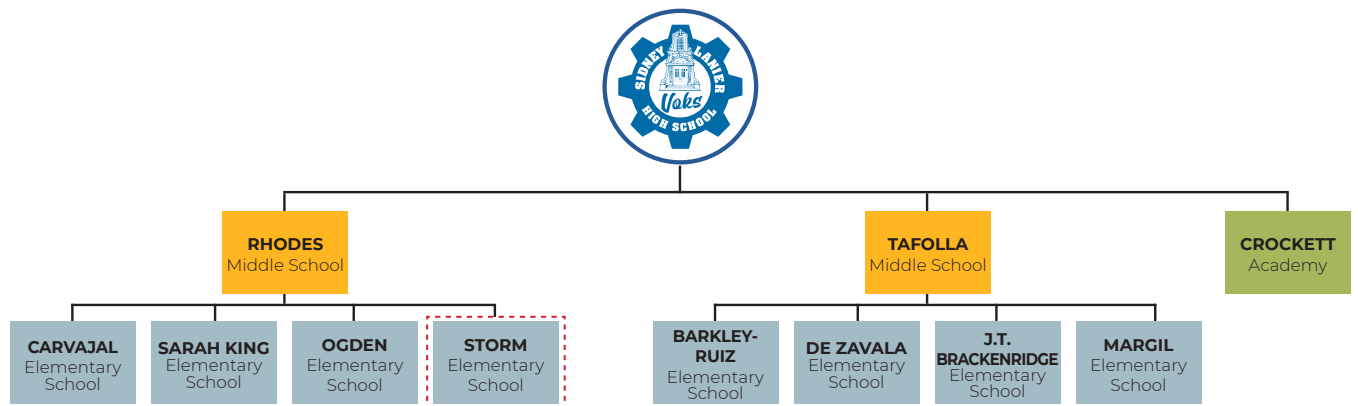 SIDNEY LANIER
Voks
HIGH SCHOOL
RHODES
Middle School
TAFOLLA
Middle School
CROCKETT
Academy
CARVAJAL
Elementary
School
SARAH KING
Elementary
School
OGDEN
Elementary
School
STORM
Elementary
School
BARKLEY-
RUIZ
Elementary
School
DE ZAVALA
Elementary
School
J.T.
BRACKENRIDGE
Elementary
School
MARGIL
Elementary
School